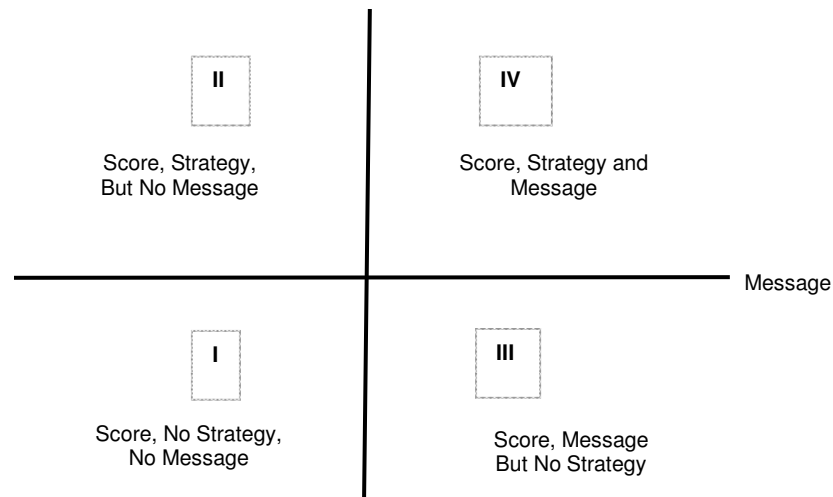 II
Score, Strategy,
But No Message
IV
Score, Strategy and
Message
Message
I
Score, No Strategy,
No Message
III
Score, Message
But No Strategy